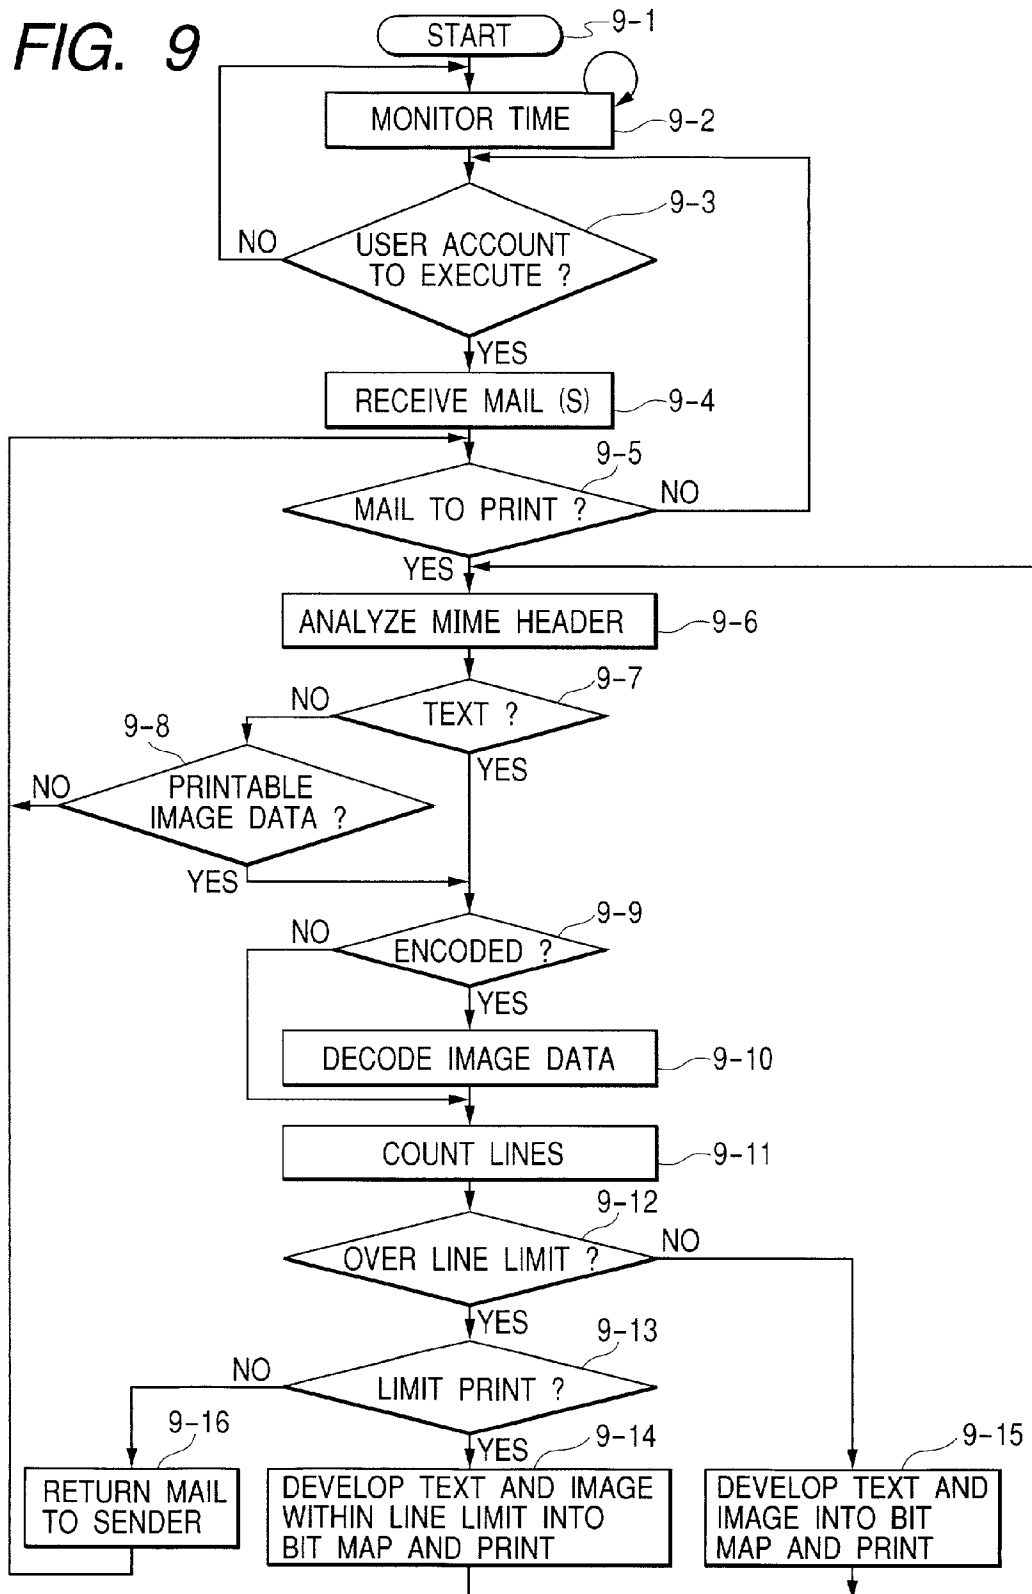 FIG. 9
START
9-1
MONITOR TIME
9-2
9-3
NO
USER ACCOUNT
TO EXECUTE ?
YES
RECEIVE MAIL (S)
9-4
9-5
MAIL TO PRINT ?
NO
YES
ANALYZE MIME HEADER
9-6
9-7
NO
TEXT ?
9-8
YES
NO
PRINTABLE
IMAGE DATA ?
YES
9-9
NO
ENCODED ?
YES
DECODE IMAGE DATA
9-10
COUNT LINES
9-11
9-12
OVER LINE LIMIT ?
NO
YES
9-13
NO
LIMIT PRINT ?
9-16
YES
9-14
9-15
RETURN MAIL
TO SENDER
DEVELOP TEXT AND IMAGE
WITHIN LINE LIMIT INTO
BIT MAP AND PRINT
DEVELOP TEXT AND
IMAGE INTO BIT
MAP AND PRINT